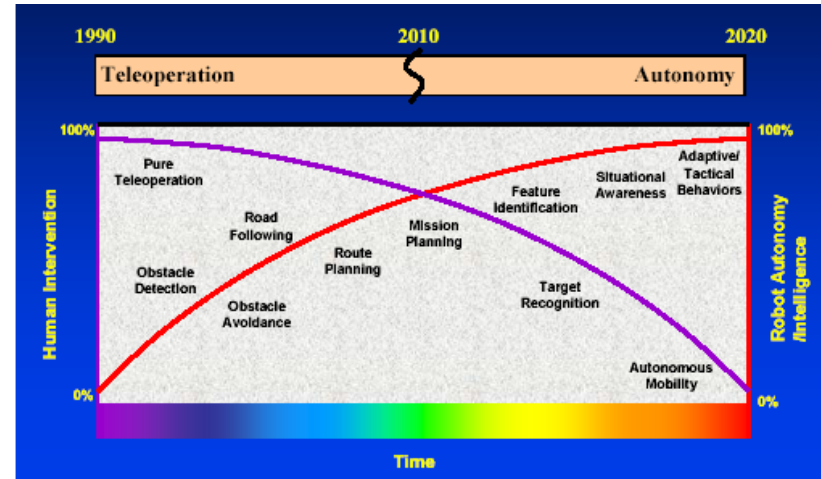 1990 2010 2020
Teleoperation Autonomy
100% 100%
Pure
Teleoperation
Adaptive/
Tactical
Behaviors
Situational
Awareness
Feature
Identification
Road
Following
Mission
Planning
Route
Planning
Obstacle
Detection
Target
Recognition
Obstacle
Avoidance
Autonomous
Mobility
Human Intervention
Robot Autonomy
/Intelligence
0% 0%
Time